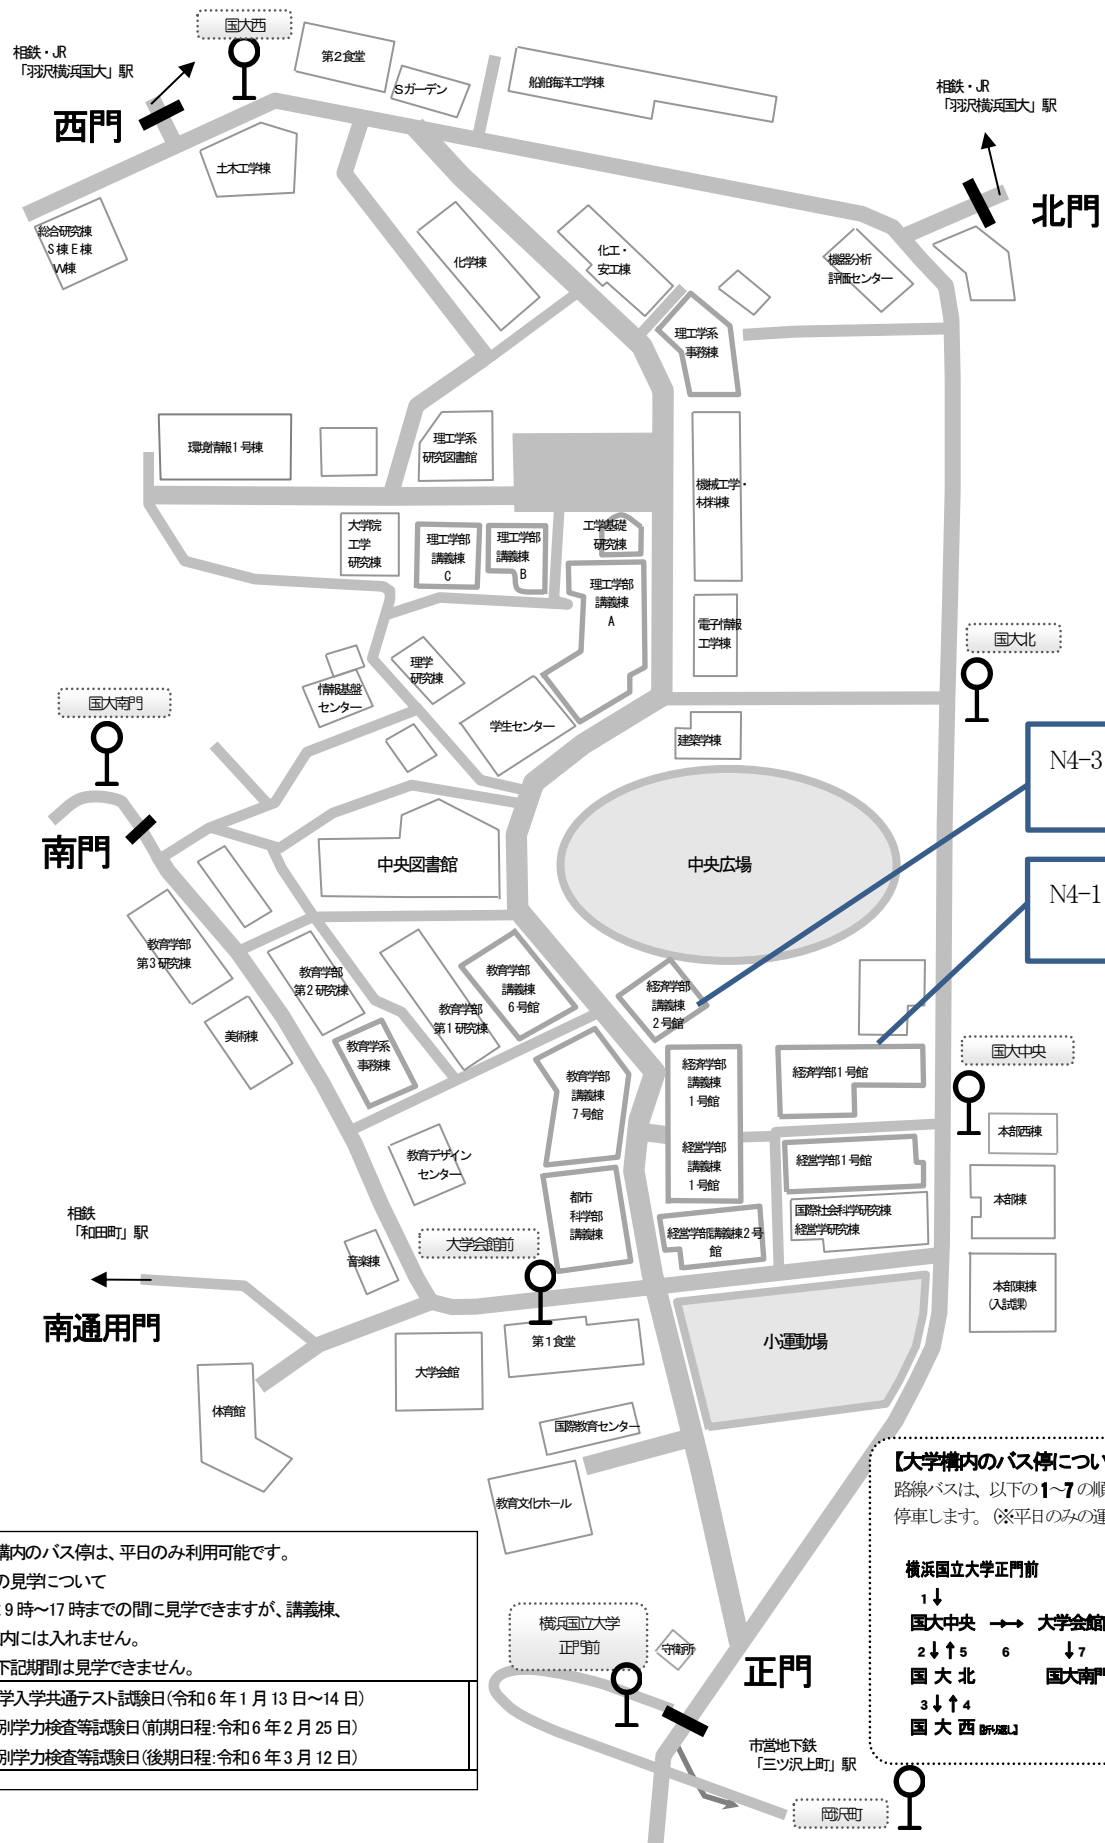 国大西
相鉄・JR
「羽沢横浜国大」駅
西門
第2食堂
Sガーデン
船舶海洋工学棟
相鉄・JR
「羽沢横浜国大」駅
北門
土木工学棟
総合研究棟
S棟E棟
W棟
化学棟
化工・
安工棟
機器分析
評価センター
理工学系
事務棟
環境情報1号棟
理工学系
研究図書館
機械工学・
材料棟
大学院
工学
研究棟
理工学部
講義棟
C
理工学部
講義棟
B
工学基礎
研究棟
理工学部
講義棟
A
電子情報
工学棟
国大北
理学
研究棟
情報基盤
センター
学生センター
建築学棟
国大南門
南門
N4-3
中央図書館
中央広場
N4-1
教育学部
第3研究棟
教育学部
第2研究棟
教育学部
第1研究棟
教育学部
講義棟
6号館
経済学部
講義棟
2号館
美術棟
教育学系
事務棟
教育学部
講義棟
7号館
経済学部
講義棟
1号館
経済学部1号館
国大中央
本部西棟
教育デザイン
センター
経営学部
講義棟
1号館
経営学部1号館
都市
科学部
講義棟
国際社会科学研究棟
経営学研究棟
本部棟
相鉄
「和田町」駅
大学会館前
経営学部講義棟2号
館
音楽棟
本部東棟
(入試課)
南通用門
第1食堂
小運動場
大学会館
体育館
国際教育センター
教育文化ホール
【大学構内のバス停につい
路線バスは、以下の1～7の順
停車します。(※平日のみの運
横浜国立大学正門前
1↓
国大中央 →→ 大学会館
2↓↑5 6 ↓7
国 大 北 国大南門
3↓↑4
国 大 西【折り返し】
構内のバス停は、平日のみ利用可能です。
の見学について
9時～17時までの間に見学できますが、講義棟、
内には入れません。
下記期間は見学できません。
学入学共通テスト試験日(令和6年1月13日～14日)
別学力検査等試験日(前期日程:令和6年2月25日)
別学力検査等試験日(後期日程:令和6年3月12日)
横浜国立大学
正門前
守衛所
正門
市営地下鉄
「三ツ沢上町」駅
岡沢町